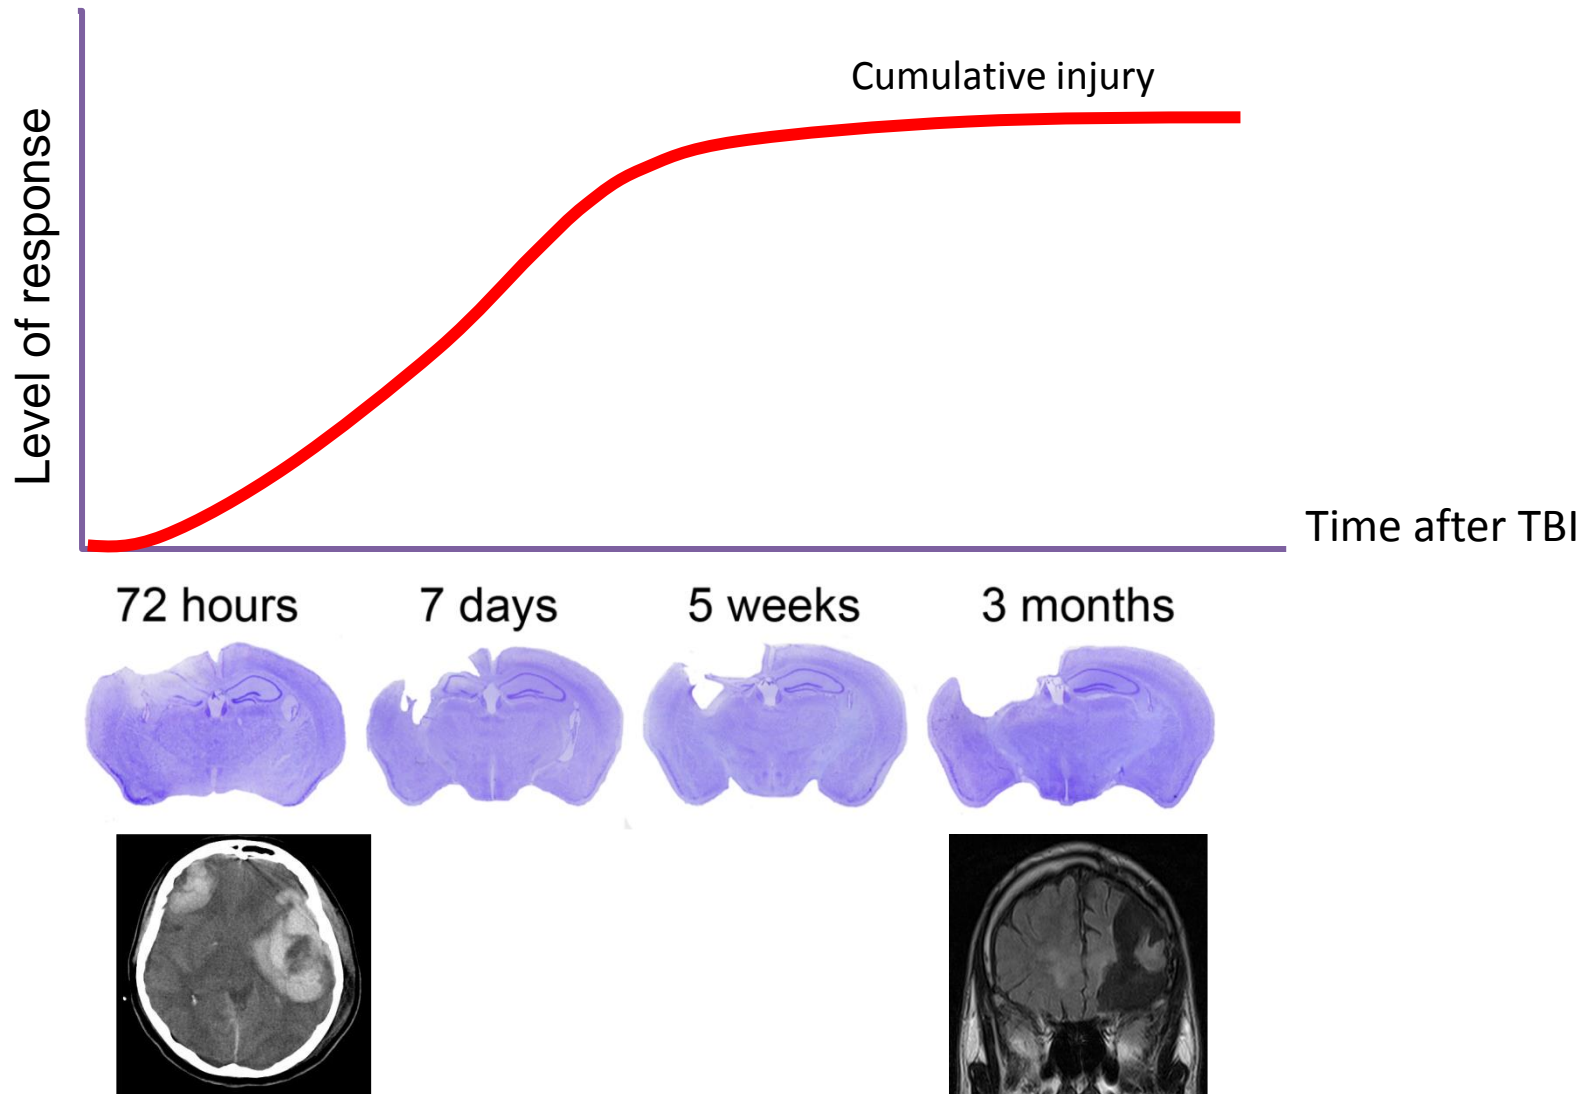 Cumulative injury
Level of response
Time after TBI
72 hours
7 days
5 weeks
3 months